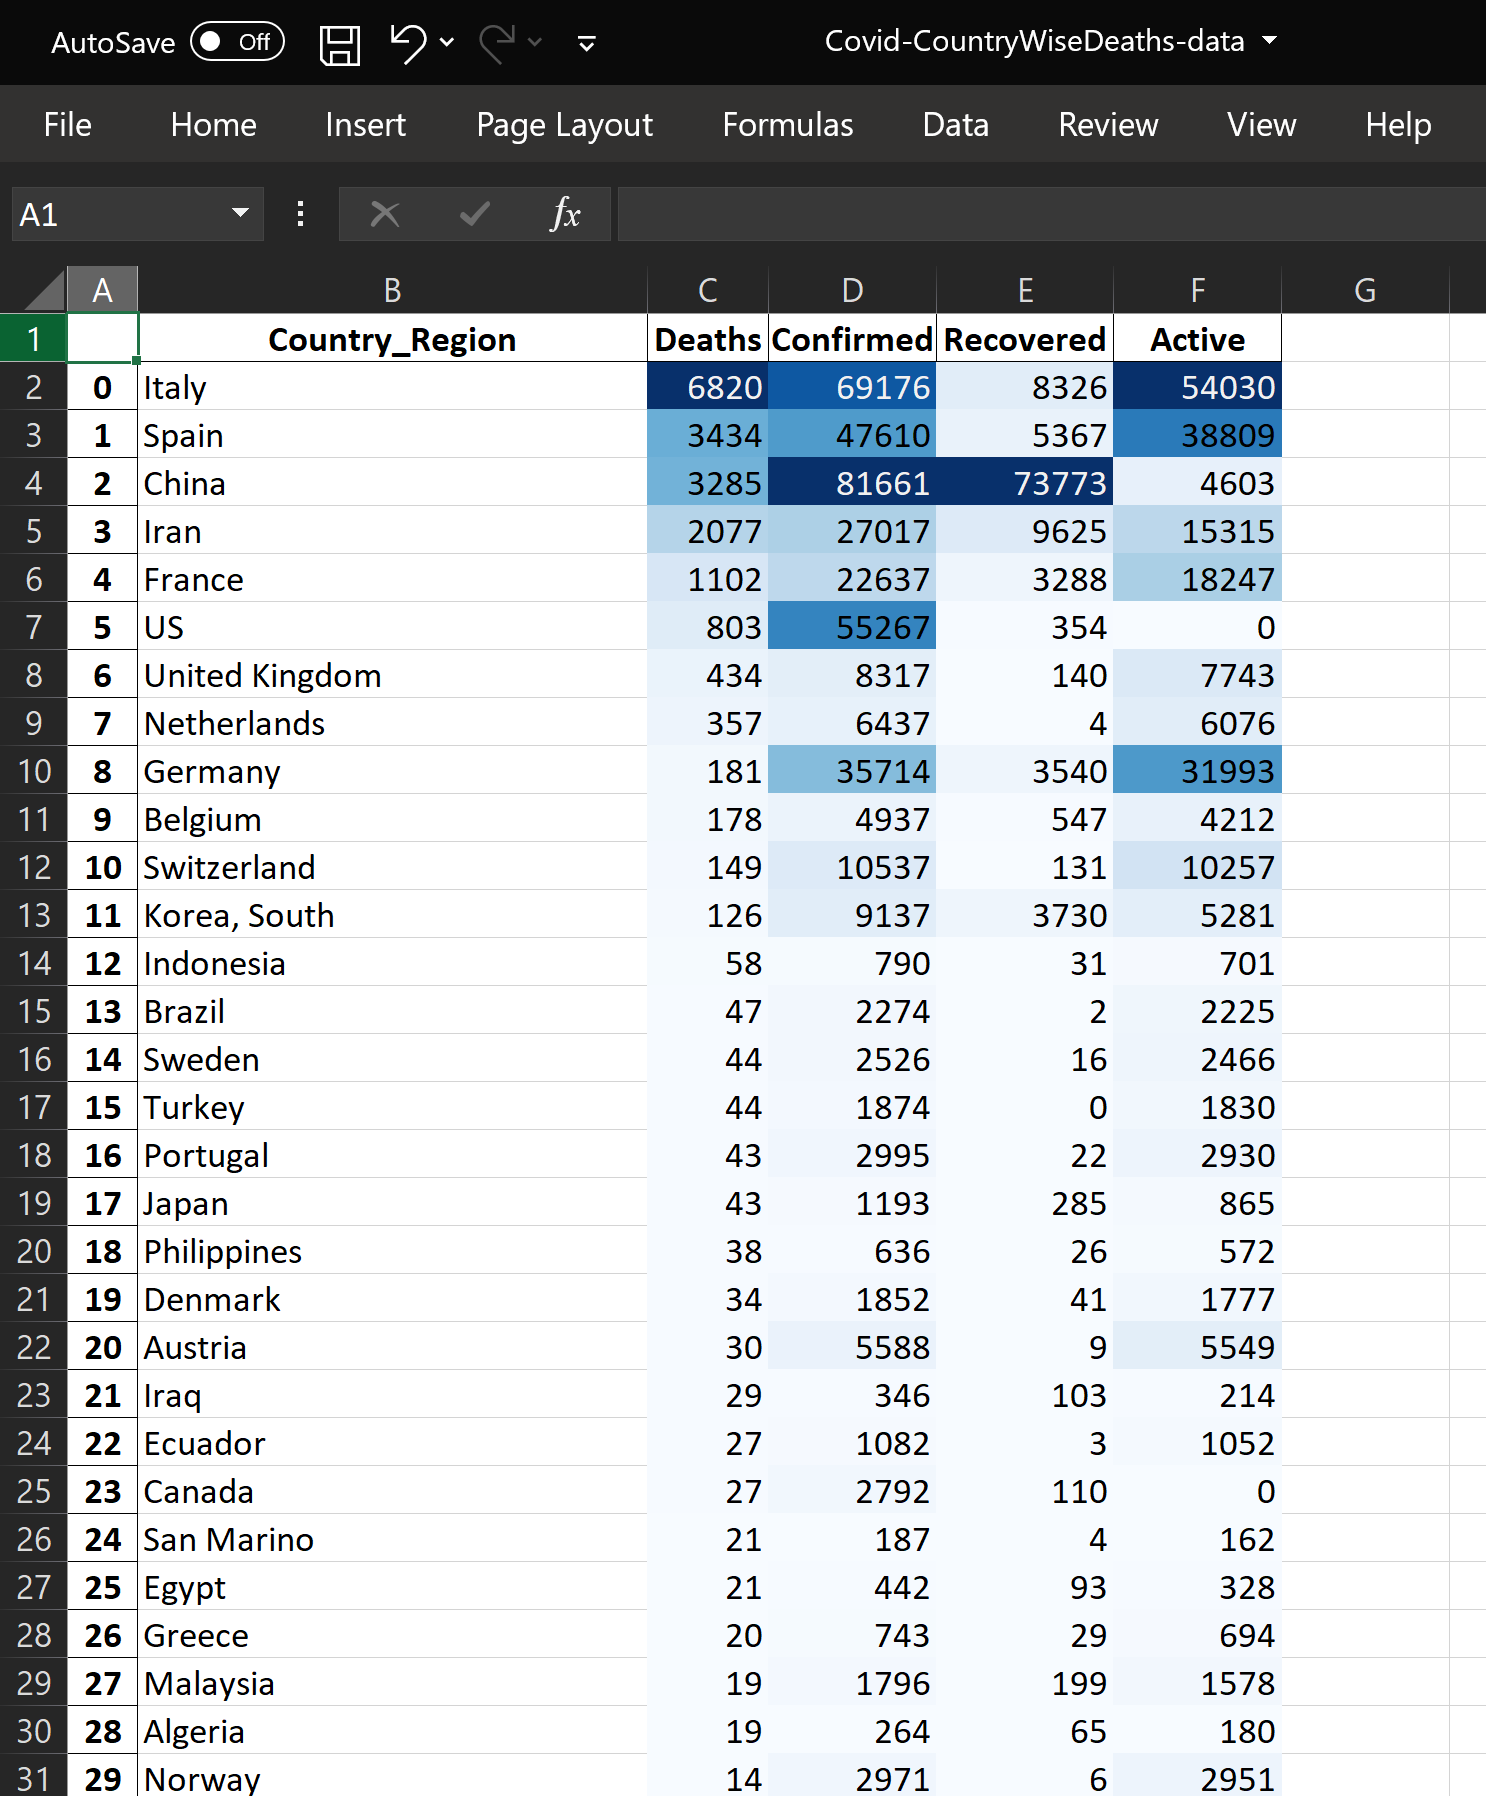 AutoSave Off Covid-CountryWiseDeaths-data
File Home Insert Page Layout Formulas Data Review View Help
A1 fx
A B C D E F G
1 Country_Region Deaths Confirmed Recovered Active
2 0 Italy 6820 69176 8326 54030
3 1 Spain 3434 47610 5367 38809
4 2 China 3285 81661 73773 4603
5 3 Iran 2077 27017 9625 15315
6 4 France 1102 22637 3288 18247
7 5 US 803 55267 354 0
8 6 United Kingdom 434 8317 140 7743
9 7 Netherlands 357 6437 4 6076
10 8 Germany 181 35714 3540 31993
11 9 Belgium 178 4937 547 4212
12 10 Switzerland 149 10537 131 10257
13 11 Korea, South 126 9137 3730 5281
14 12 Indonesia 58 790 31 701
15 13 Brazil 47 2274 2 2225
16 14 Sweden 44 2526 16 2466
17 15 Turkey 44 1874 0 1830
18 16 Portugal 43 2995 22 2930
19 17 Japan 43 1193 285 865
20 18 Philippines 38 636 26 572
21 19 Denmark 34 1852 41 1777
22 20 Austria 30 5588 9 5549
23 21 Iraq 29 346 103 214
24 22 Ecuador 27 1082 3 1052
25 23 Canada 27 2792 110 0
26 24 San Marino 21 187 4 162
27 25 Egypt 21 442 93 328
28 26 Greece 20 743 29 694
29 27 Malaysia 19 1796 199 1578
30 28 Algeria 19 264 65 180
31 29 Norway 14 2971 6 2951